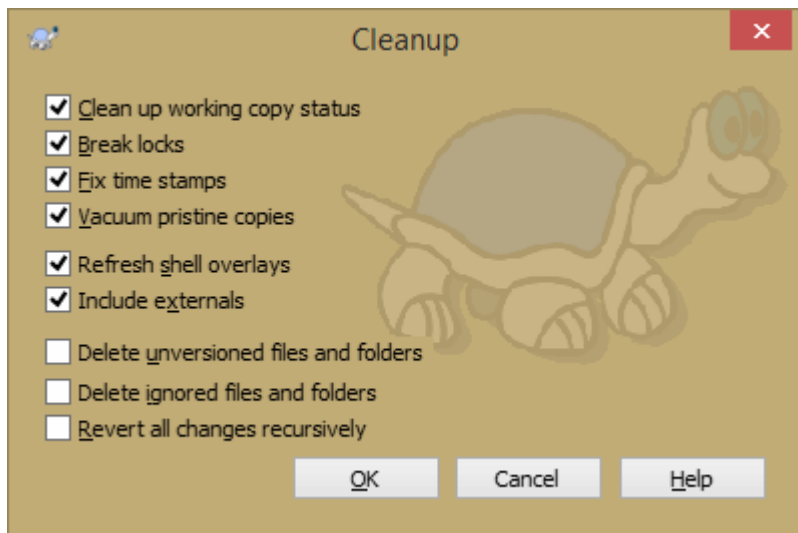 Cleanup
Clean up working copy status
Break locks
Fix time stamps
Vacuum pristine copies
Refresh shell overlays
Include externals
Delete unversioned files and folders
Delete ignored files and folders
Revert all changes recursively
OK Cancel Help